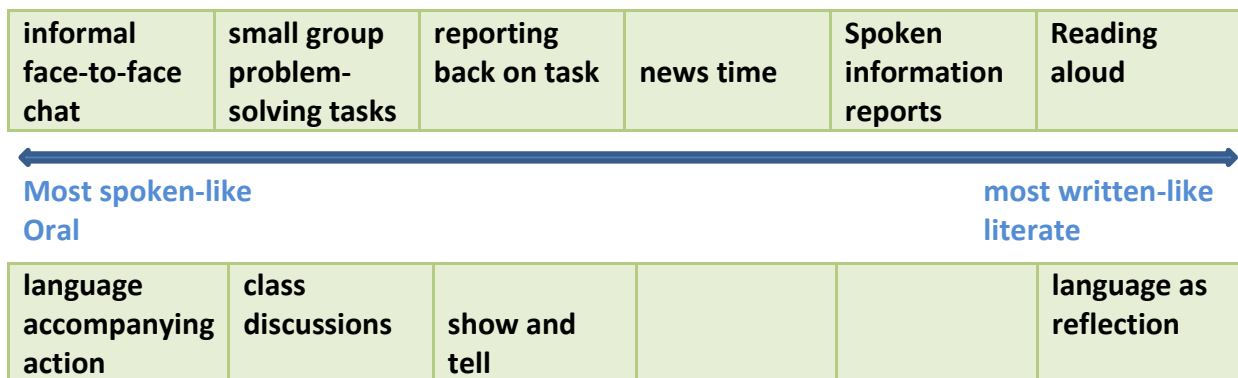 informal
face-to-face
chat
small group
problem-
solving tasks
reporting
back on task
news time
Spoken
information
reports
Reading
aloud
Most spoken-like
Oral
most written-like
literate
language
accompanying
action
class
discussions
show and
tell
language as
reflection